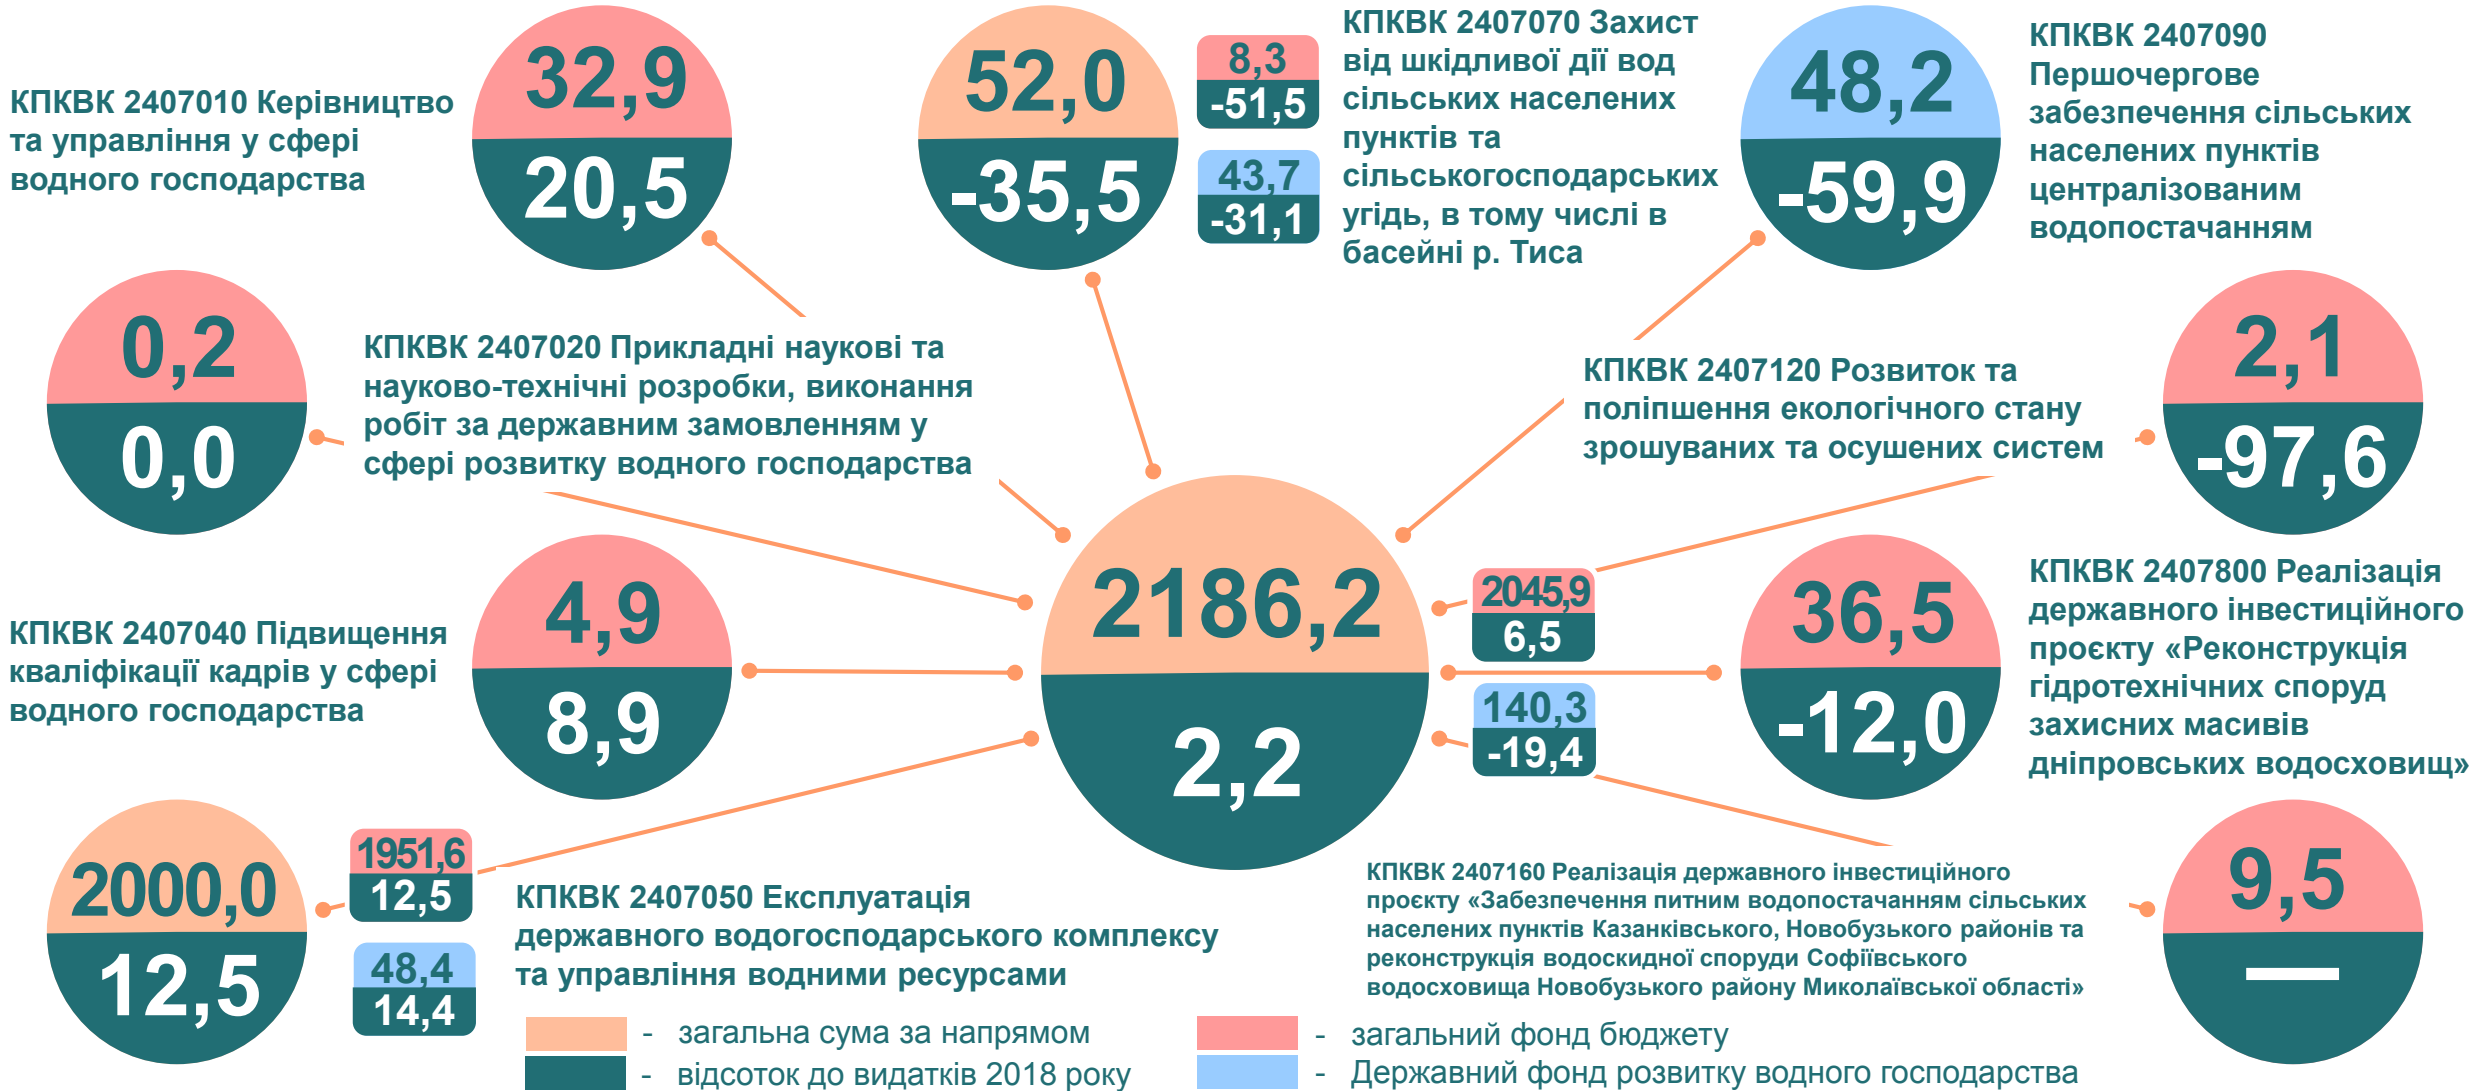 КПКВК 2407010 Керівництво
та управління у сфері
водного господарства
32,9
20,5
52,0
-35,5
8,3
-51,5
43,7
-31,1
КПКВК 2407070 Захист
від шкідливої дії вод
сільських населених
пунктів та
сільськогосподарських
угідь, в тому числі в
басейні р. Тиса
48,2
-59,9
КПКВК 2407090
Першочергове
забезпечення сільських
населених пунктів
централізованим
водопостачанням
0,2
0,0
КПКВК 2407020 Прикладні наукові та
науково-технічні розробки, виконання
робіт за державним замовленням у
сфері розвитку водного господарства
КПКВК 2407120 Розвиток та
поліпшення екологічного стану
зрошуваних та осушених систем
2,1
-97,6
КПКВК 2407040 Підвищення
кваліфікації кадрів у сфері
водного господарства
4,9
8,9
2186,2
2,2
2045,9
6,5
140,3
-19,4
36,5
-12,0
КПКВК 2407800 Реалізація
державного інвестиційного
проєкту «Реконструкція
гідротехнічних споруд
захисних масивів
дніпровських водосховищ»
2000,0
12,5
1951,6
12,5
48,4
14,4
КПКВК 2407050 Експлуатація
державного водогосподарського комплексу
та управління водними ресурсами
КПКВК 2407160 Реалізація державного інвестиційного
проєкту «Забезпечення питним водопостачанням сільських
населених пунктів Казанківського, Новобузького районів та
реконструкція водоскидної споруди Софіївського
водосховища Новобузького району Миколаївської області»
9,5
—
- загальна сума за напрямом
- відсоток до видатків 2018 року
- загальний фонд бюджету
- Державний фонд розвитку водного господарства